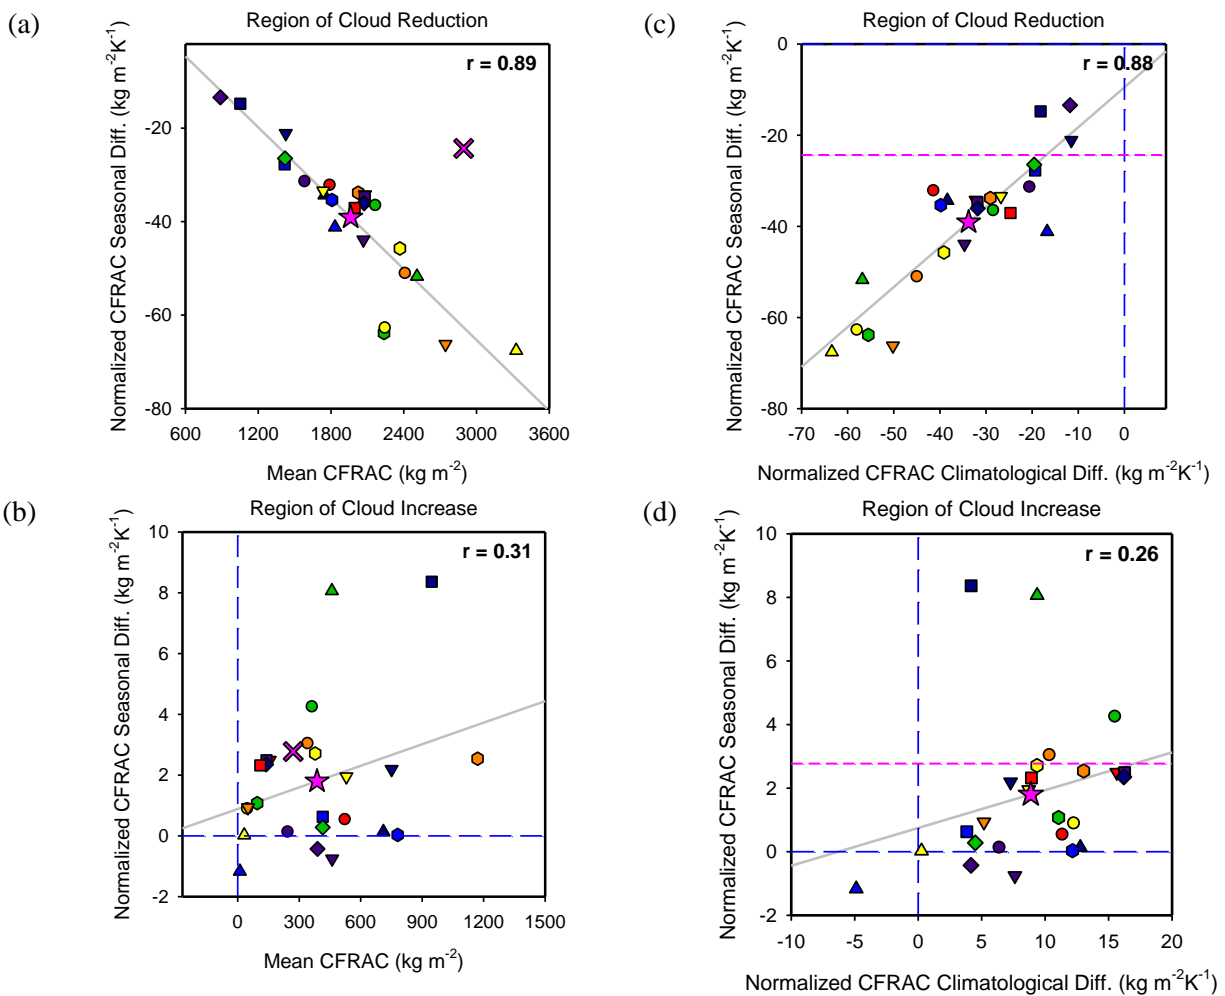 (a)
Region of Cloud Reduction
r = 0.89
Normalized CFRAC Seasonal Diff. (kg m⁻²K⁻¹)
-20
-40
-60
-80
600 1200 1800 2400 3000 3600
Mean CFRAC (kg m⁻²)
(c)
Region of Cloud Reduction
r = 0.88
Normalized CFRAC Seasonal Diff. (kg m⁻²K⁻¹)
0
-20
-40
-60
-80
-70 -60 -50 -40 -30 -20 -10 0
Normalized CFRAC Climatological Diff. (kg m⁻²K⁻¹)
(b)
Region of Cloud Increase
r = 0.31
Normalized CFRAC Seasonal Diff. (kg m⁻²K⁻¹)
10
8
6
4
2
0
-2
0 300 600 900 1200 1500
Mean CFRAC (kg m⁻²)
(d)
Region of Cloud Increase
r = 0.26
Normalized CFRAC Seasonal Diff. (kg m⁻²K⁻¹)
10
8
6
4
2
0
-2
-10 -5 0 5 10 15 20
Normalized CFRAC Climatological Diff. (kg m⁻²K⁻¹)